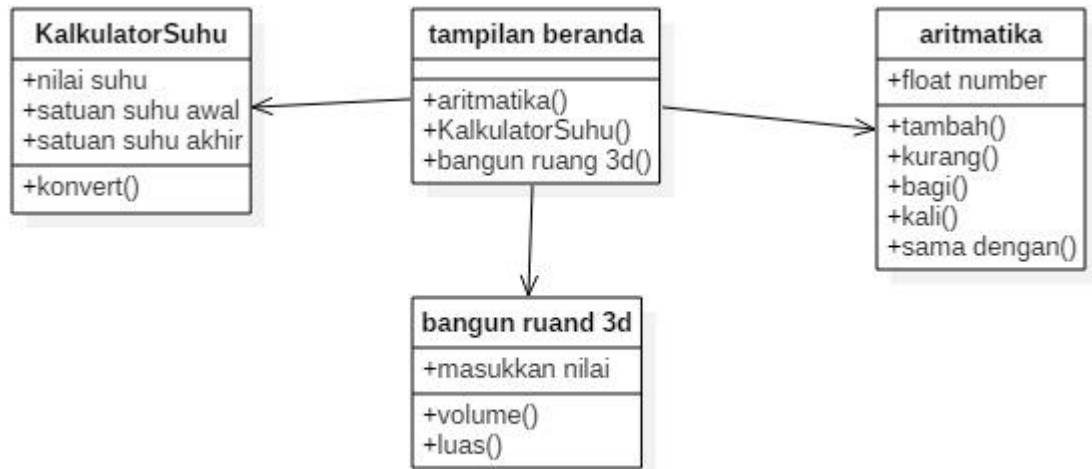 KalkulatorSuhu
+nilai suhu
+satuan suhu awal
+satuan suhu akhir
+konvert()
tampilan beranda
+aritmatika()
+KalkulatorSuhu()
+bangun ruang 3d()
aritmatika
+float number
+tambah()
+kurang()
+bagi()
+kali()
+sama dengan()
bangun ruand 3d
+masukkan nilai
+volume()
+luas()